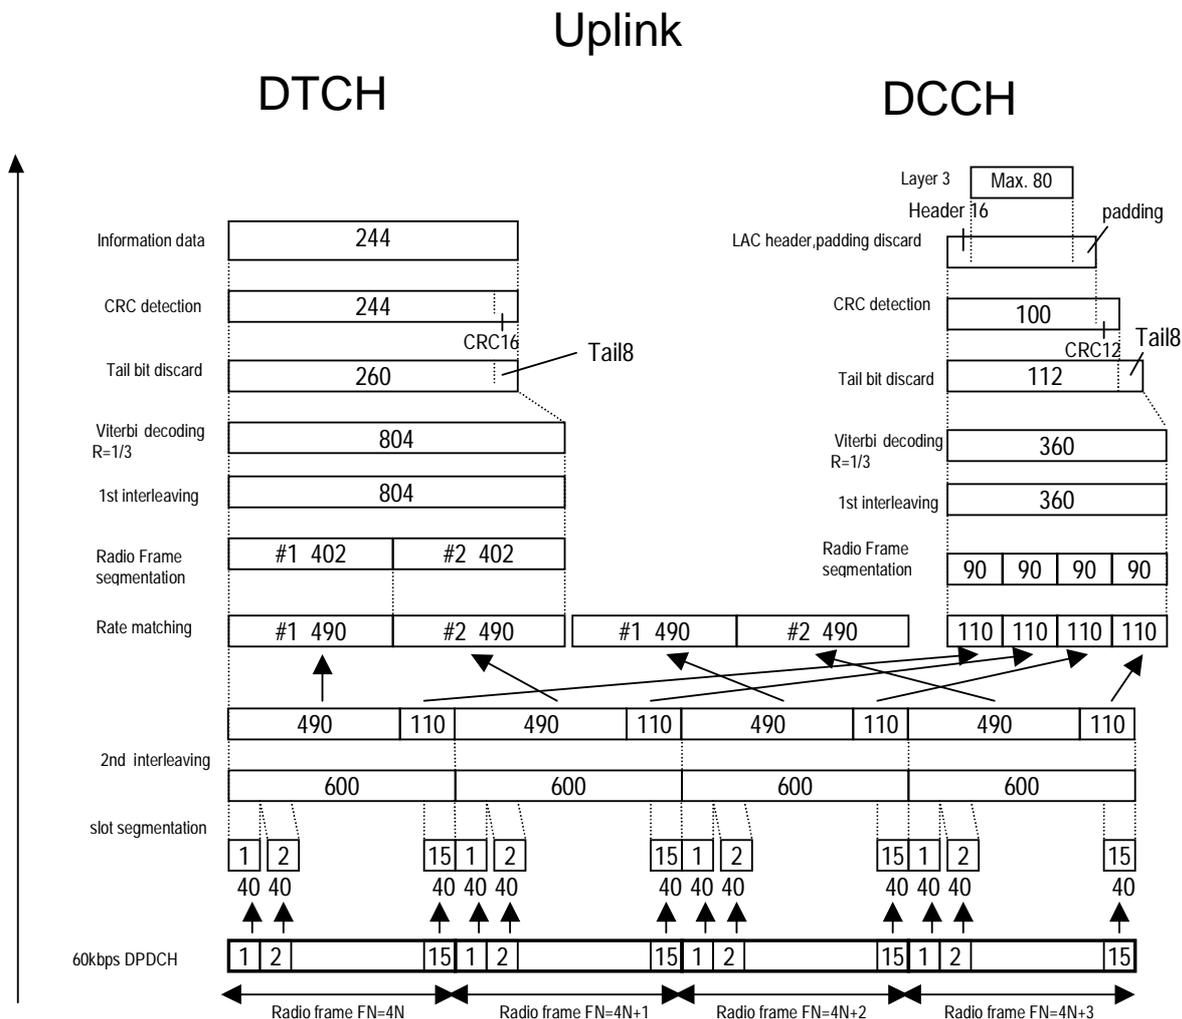 Uplink
DTCH
DCCH
Layer 3
Max. 80
Header 16
padding
Information data
244
LAC header,padding discard
CRC detection
244
CRC detection
100
CRC16
CRC12
Tail8
Tail8
Tail bit discard
260
Tail bit discard
112
Viterbi decoding
R=1/3
804
Viterbi decoding
R=1/3
360
1st interleaving
804
1st interleaving
360
Radio Frame
segmentation
#1 402
#2 402
Radio Frame
segmentation
90 90 90 90
Rate matching
#1 490
#2 490
#1 490
#2 490
110 110 110 110
490 110 490 110 490 110 490 110
2nd interleaving
600 600 600 600
slot segmentation
1 2 15 1 2 15 1 2 15 1 2 15
40 40 40 40 40 40 40 40 40 40 40 40
60kbps DPDCH
1 2 15 1 2 15 1 2 15 1 2 15
Radio frame FN=4N
Radio frame FN=4N+1
Radio frame FN=4N+2
Radio frame FN=4N+3